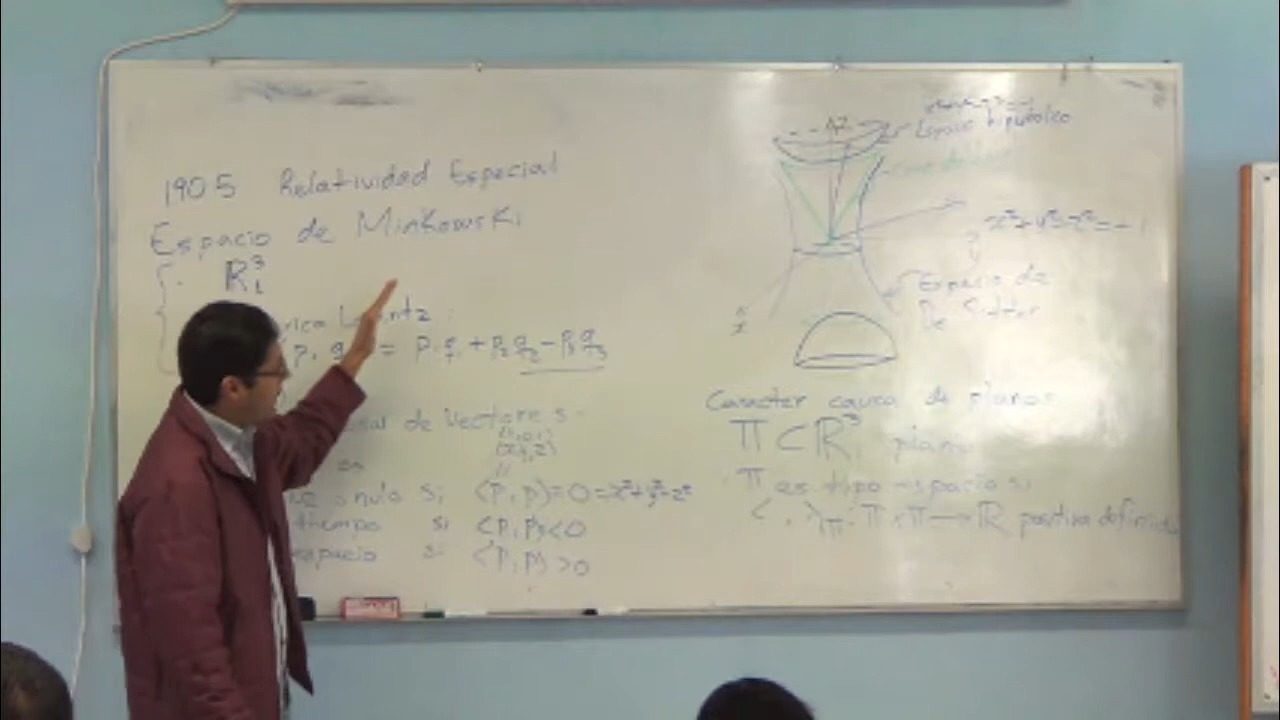 1905 Relatividad Especial
Espacio de Minkowski
ℝ³₁
p, q = p₁q₁ + p₂q₂ - p₃q₃
de Vectores
(x,y,z)
nulo si ⟨p,p⟩=0=x²+y²-z²
tiempo si ⟨p,p⟩<0
espacio si ⟨p,p⟩>0
Espacio hiperbólico
x²+y²-z²=-1
Espacio de
De Sitter
x
Caracter causa de planos
Π⊂ℝ³₁ plano
Π es tipo-espacio si
⟨,⟩Π: Π×Π→ℝ positiva definida